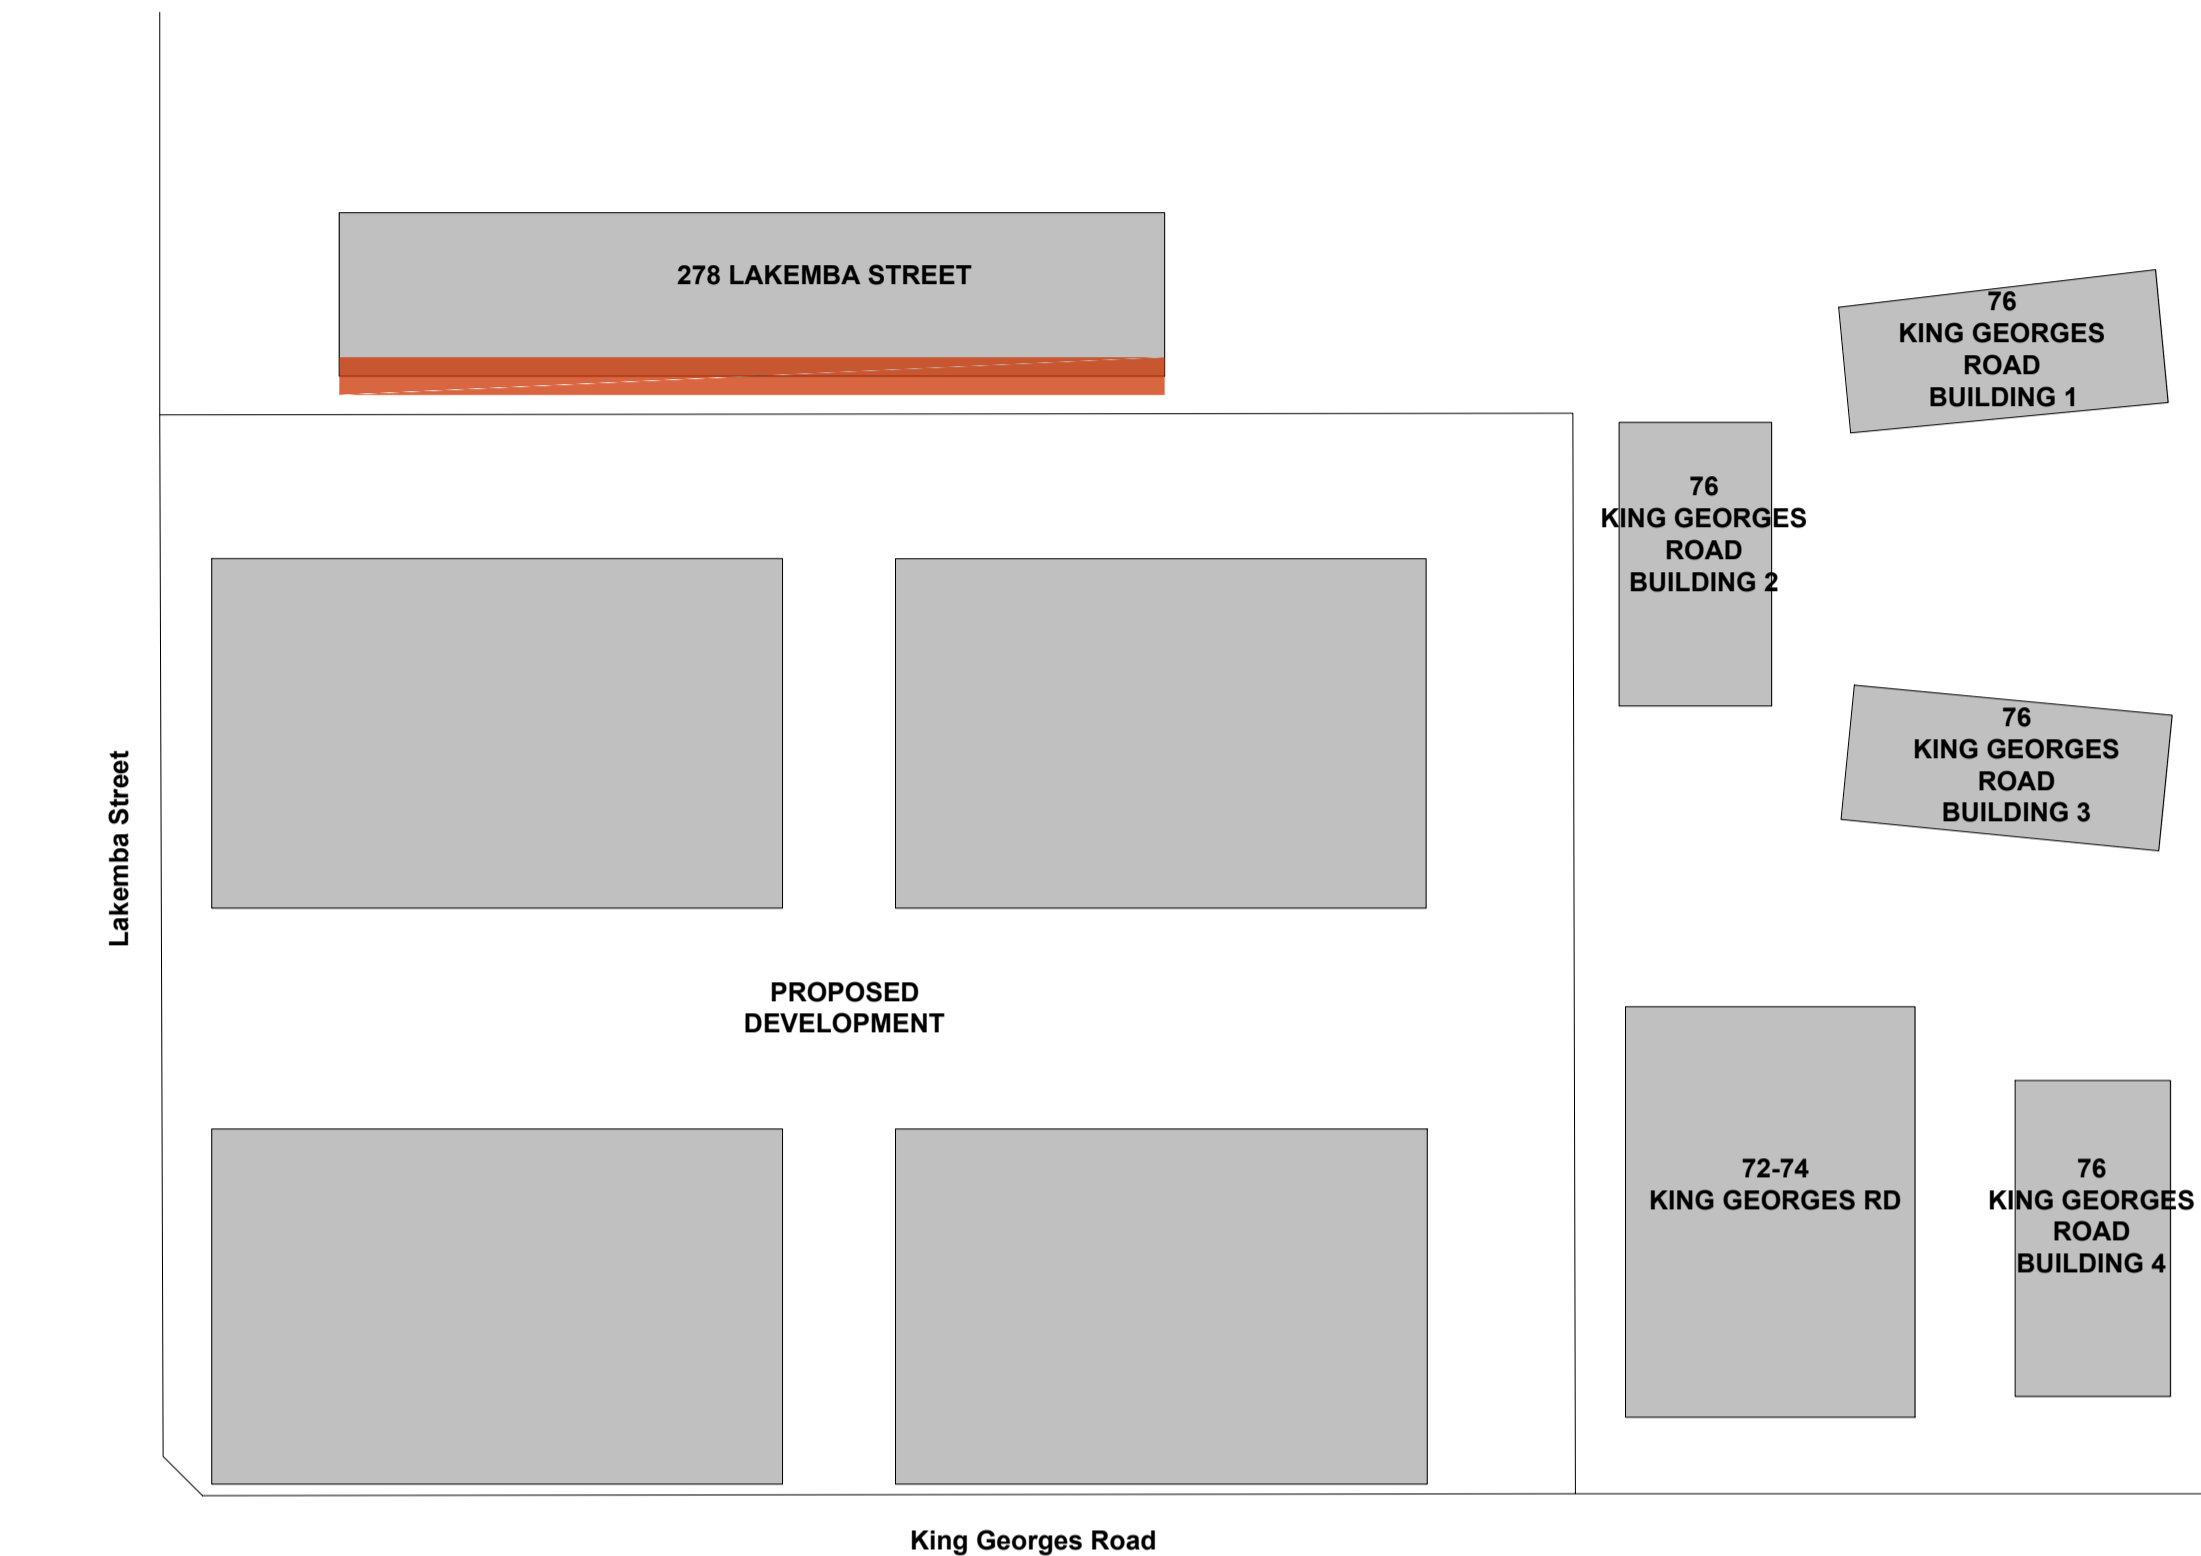 278 LAKEMBA STREET
76
KING GEORGES
ROAD
BUILDING 1
76
KING GEORGES
ROAD
BUILDING 2
76
KING GEORGES
ROAD
BUILDING 3
Lakemba Street
PROPOSED
DEVELOPMENT
72-74
KING GEORGES RD
76
KING GEORGES
ROAD
BUILDING 4
King Georges Road